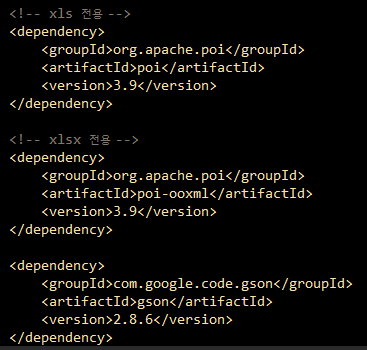 <!-- xls 전용 -->
<dependency>
    <groupId>org.apache.poi</groupId>
    <artifactId>poi</artifactId>
    <version>3.9</version>
</dependency>

<!-- xlsx 전용 -->
<dependency>
    <groupId>org.apache.poi</groupId>
    <artifactId>poi-ooxml</artifactId>
    <version>3.9</version>
</dependency>

<dependency>
    <groupId>com.google.code.gson</groupId>
    <artifactId>gson</artifactId>
    <version>2.8.6</version>
</dependency>